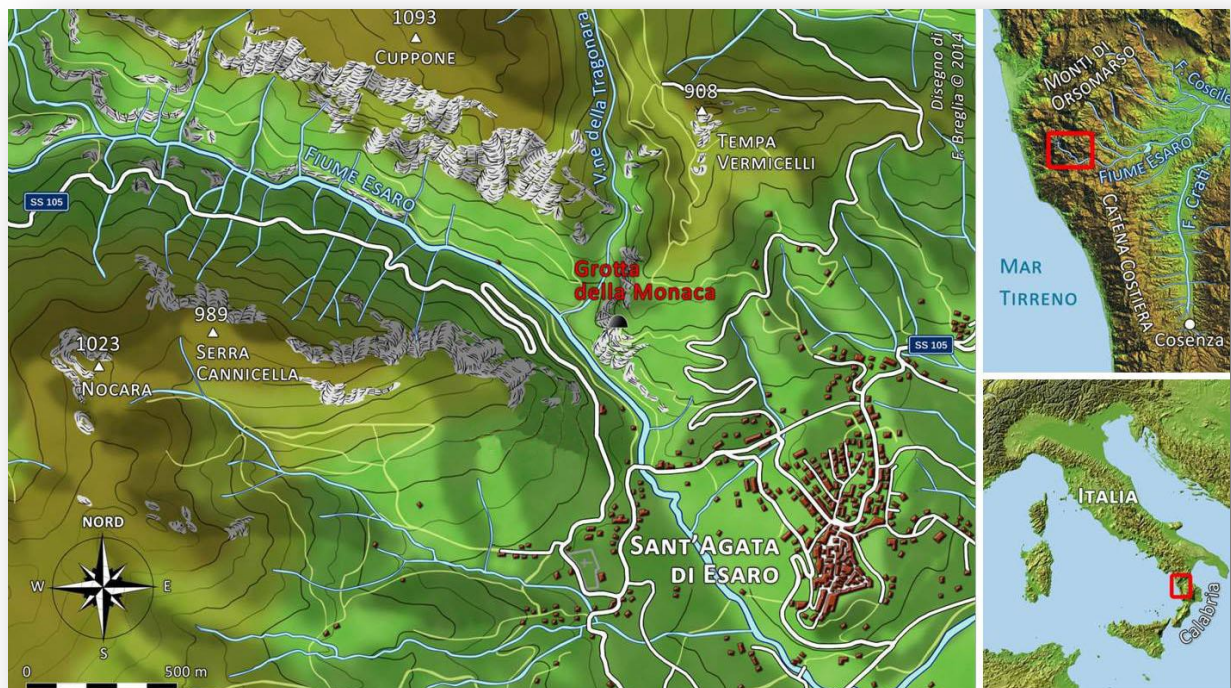 1093
CUPPONE
V.NE della Tragonara
908
TEMPA
VERMICELLI
Disegno di
F. Breglia © 2014
FIUME ESARO
SS 105
Grotta
della Monaca
989
SERRA
CANNICELLA
1023
NOCARA
SS 105
NORD
W
E
S
SANT'AGATA
DI ESARO
0
500 m
MONTI DI
ORSOMARSO
F. Coscile
FIUME ESARO
F. Crati
CATENA COSTIERA
MAR
TIRRENO
Cosenza
ITALIA
Calabria